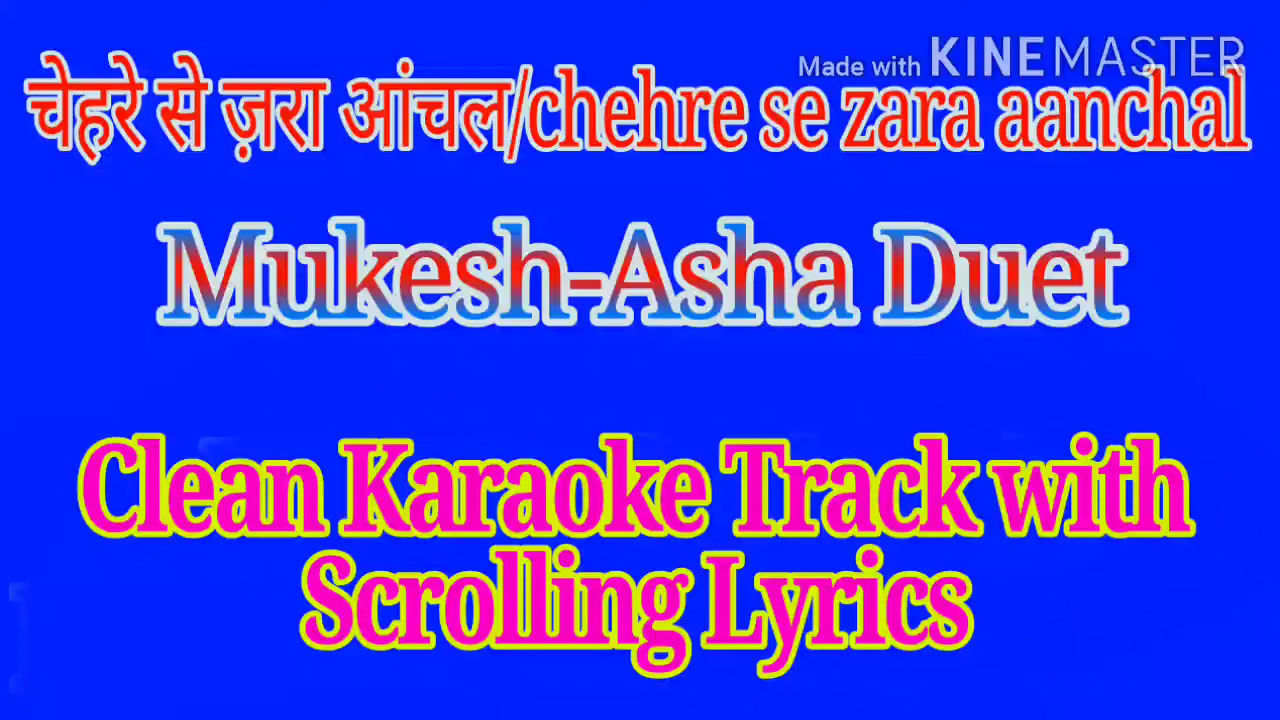 Made with KINEMASTER
चेहरे से ज़रा आंचल/chehre se zara aanchal
Mukesh-Asha Duet
Clean Karaoke Track with
Scrolling Lyrics